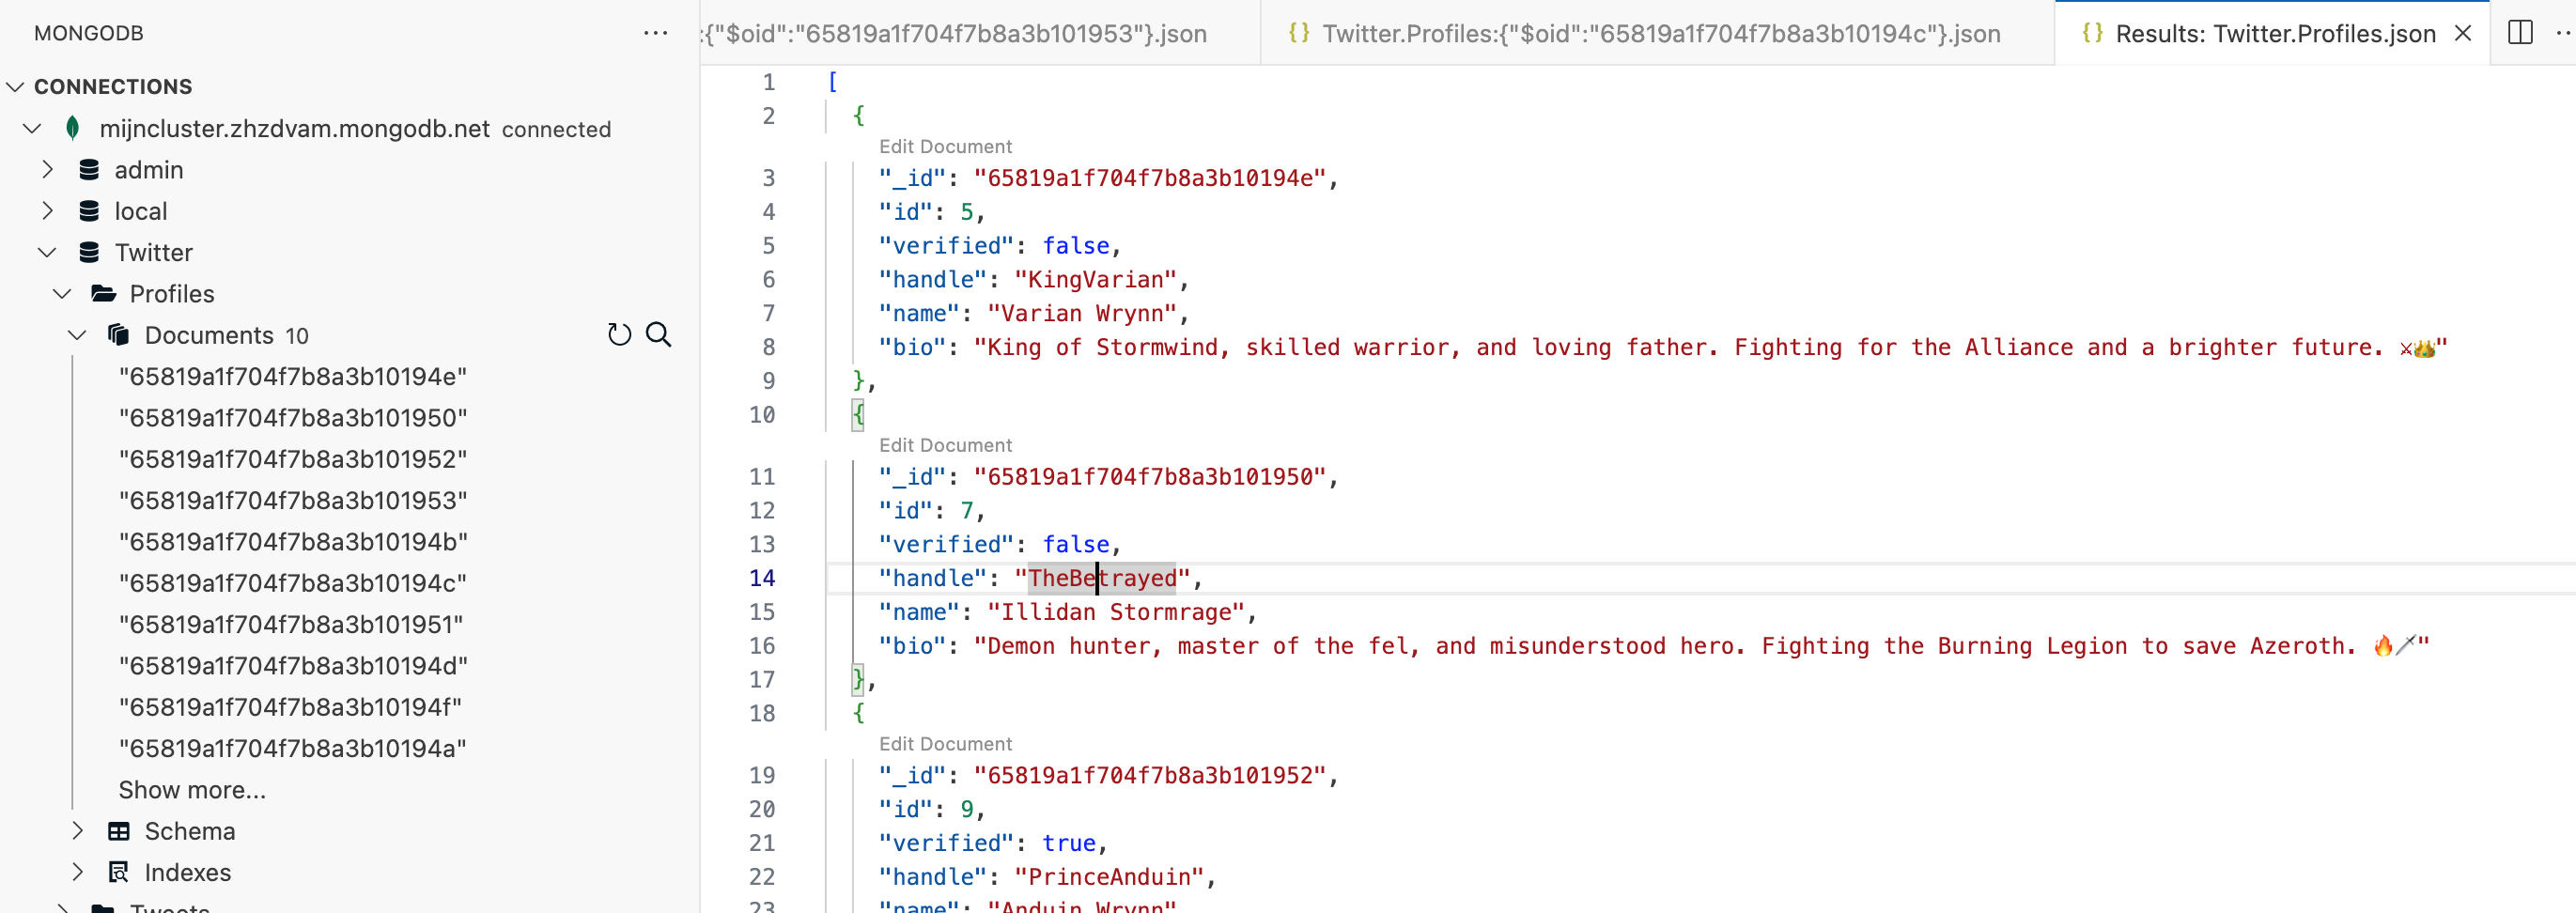 MONGODB
CONNECTIONS
mijncluster.zhzdvam.mongodb.net connected
admin
local
Twitter
Profiles
Documents 10
"65819a1f704f7b8a3b10194e"
"65819a1f704f7b8a3b101950"
"65819a1f704f7b8a3b101952"
"65819a1f704f7b8a3b101953"
"65819a1f704f7b8a3b10194b"
"65819a1f704f7b8a3b10194c"
"65819a1f704f7b8a3b101951"
"65819a1f704f7b8a3b10194d"
"65819a1f704f7b8a3b10194f"
"65819a1f704f7b8a3b10194a"
Show more...
Schema
Indexes
Tweets
:{"$oid":"65819a1f704f7b8a3b101953"}.json
{} Twitter.Profiles:{"$oid":"65819a1f704f7b8a3b10194c"}.json
{} Results: Twitter.Profiles.json
1 [
2 {
Edit Document
3 "_id": "65819a1f704f7b8a3b10194e",
4 "id": 5,
5 "verified": false,
6 "handle": "KingVarian",
7 "name": "Varian Wrynn",
8 "bio": "King of Stormwind, skilled warrior, and loving father. Fighting for the Alliance and a brighter future. ⚔👑"
9 },
10 {
Edit Document
11 "_id": "65819a1f704f7b8a3b101950",
12 "id": 7,
13 "verified": false,
14 "handle": "TheBetrayed",
15 "name": "Illidan Stormrage",
16 "bio": "Demon hunter, master of the fel, and misunderstood hero. Fighting the Burning Legion to save Azeroth. 🔥🗡"
17 },
18 {
Edit Document
19 "_id": "65819a1f704f7b8a3b101952",
20 "id": 9,
21 "verified": true,
22 "handle": "PrinceAnduin",
23 "name": "Anduin Wrynn"